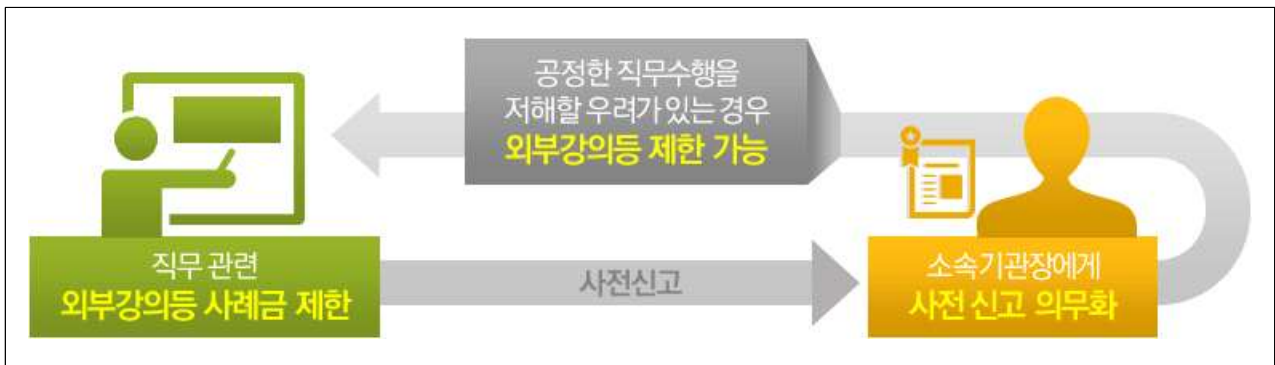 공정한 직무수행을
저해할 우려가 있는 경우
외부강의등 제한 가능
직무 관련
외부강의등 사례금 제한
사전신고
소속기관장에게
사전 신고 의무화